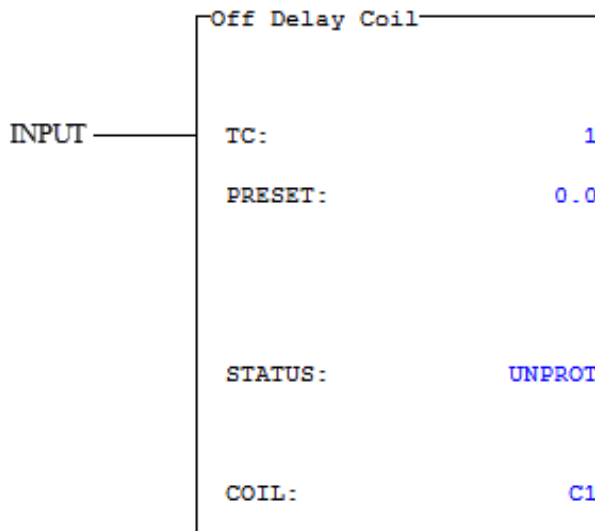 Off Delay Coil
INPUT TC: 1
PRESET: 0.0
STATUS: UNPROT
COIL: C1